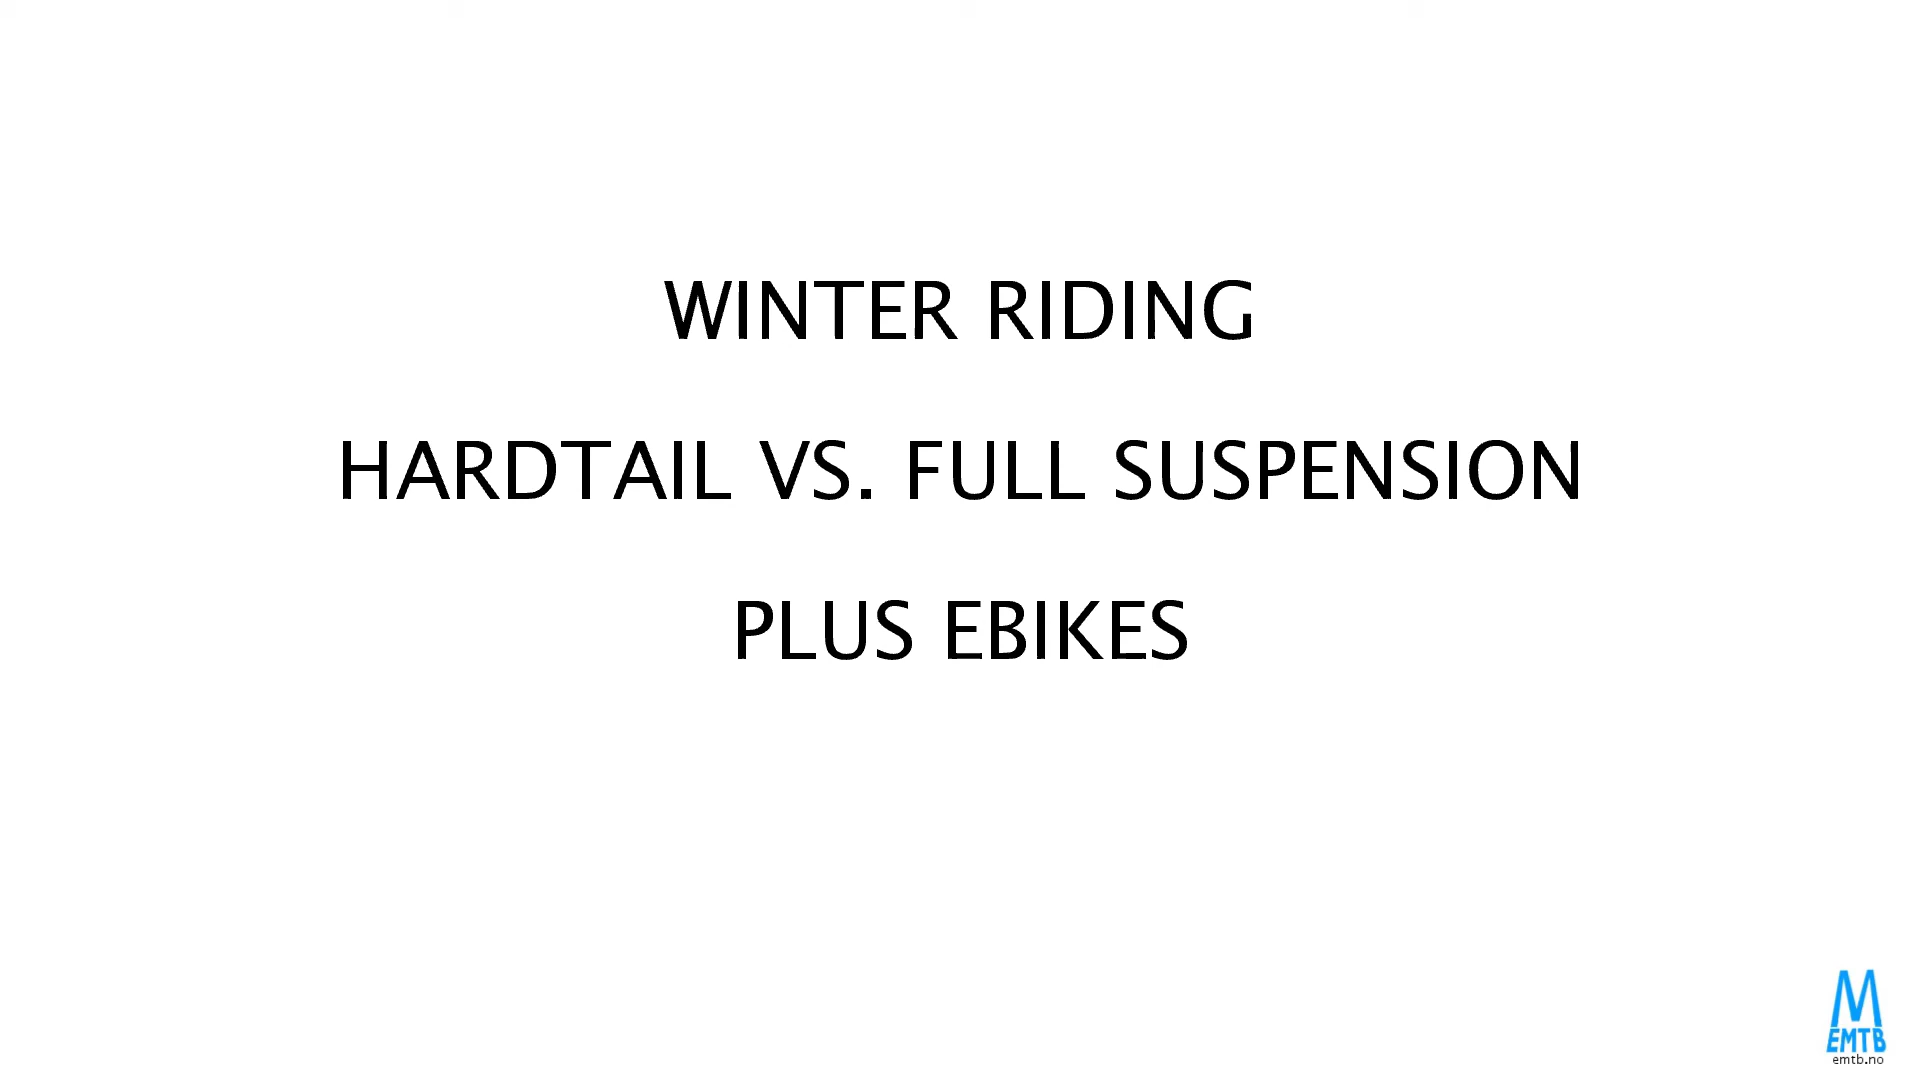 WINTER RIDING
HARDTAIL VS. FULL SUSPENSION
PLUS EBIKES
M
EMTB
emtb.no